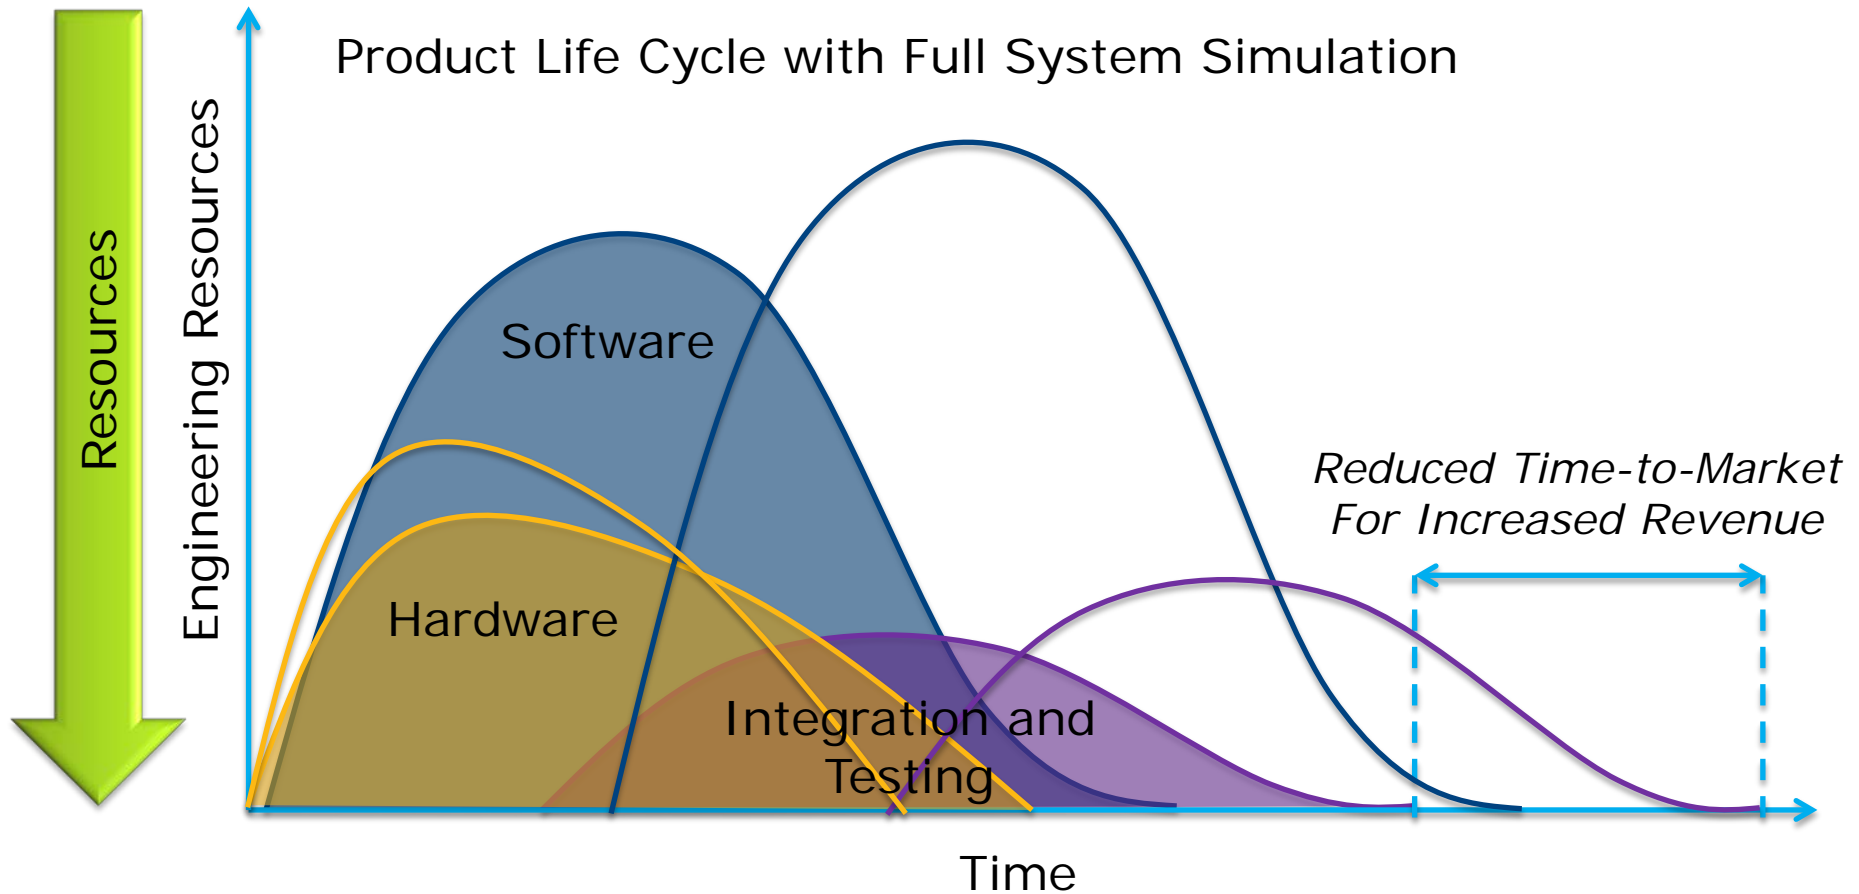 Product Life Cycle with Full System Simulation
Resources
Engineering Resources
Software
Hardware
Integration and
Testing
Reduced Time-to-Market
For Increased Revenue
Time